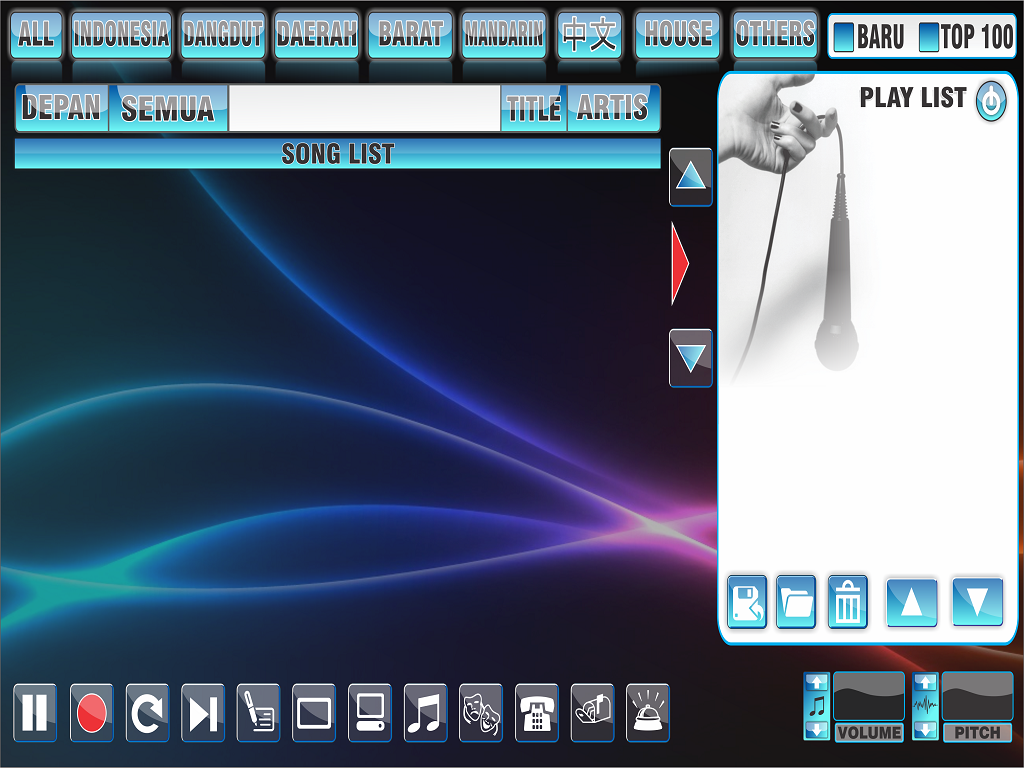 ALL INDONESIA DANGDUT DAERAH BARAT MANDARIN 中文 HOUSE OTHERS BARU TOP 100
DEPAN SEMUA TITLE ARTIS
PLAY LIST
SONG LIST
VOLUME PITCH